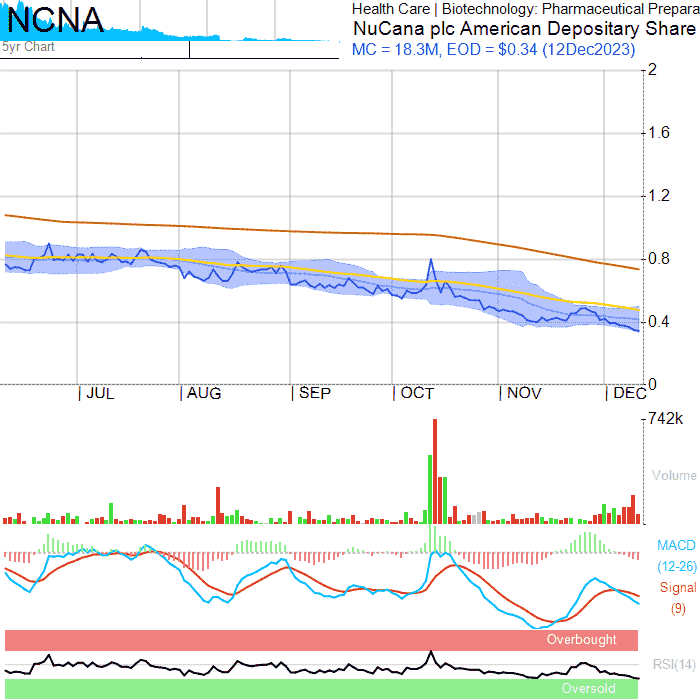 NCNA
5yr Chart
Health Care | Biotechnology: Pharmaceutical Prepara
NuCana plc American Depositary Share
MC = 18.3M, EOD = $0.34 (12Dec2023)
2
1.6
1.2
0.8
0.4
0
JUL AUG SEP OCT NOV DEC
742k
Volume
MACD
(12-26)
Signal
(9)
Overbought
RSI(14)
Oversold